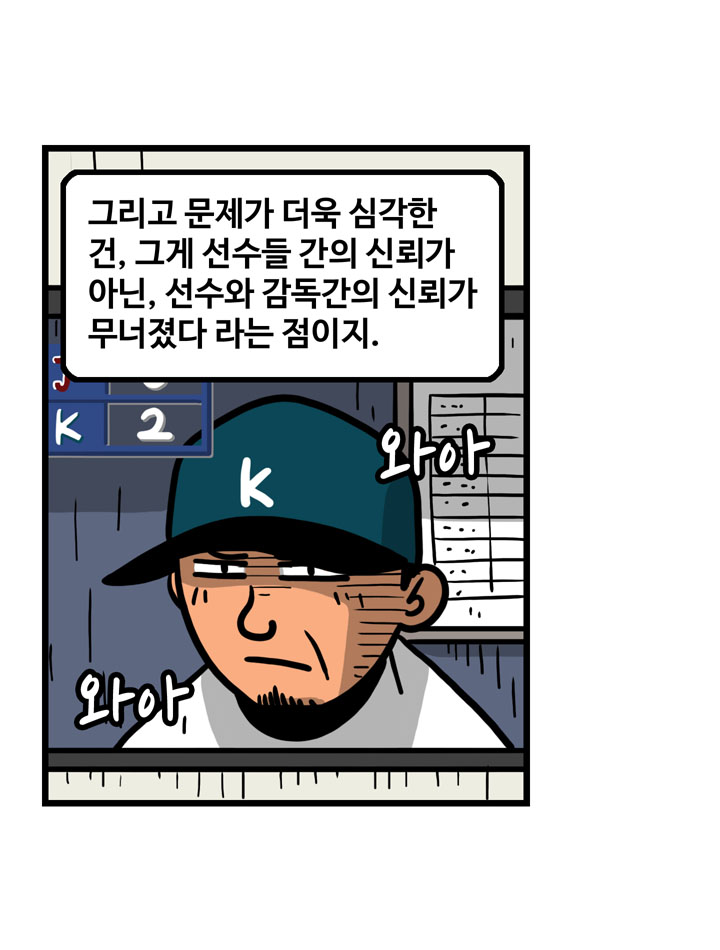 그리고 문제가 더욱 심각한
건, 그게 선수들 간의 신뢰가
아닌, 선수와 감독간의 신뢰가
무너졌다 라는 점이지.
K 2
K
와아
와아